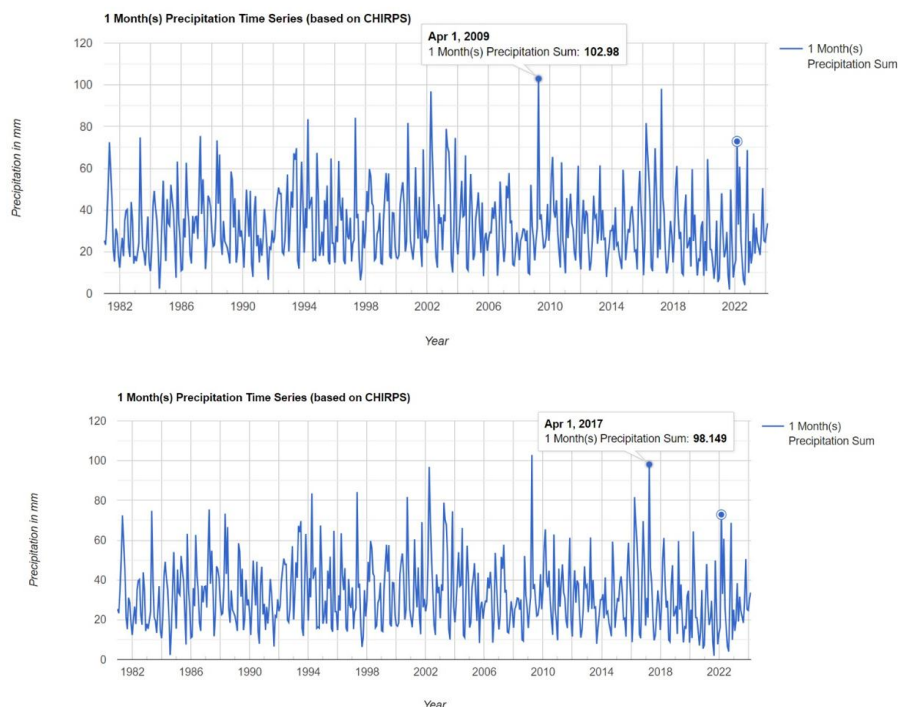 1 Month(s) Precipitation Time Series (based on CHIRPS)
120
100
80
60
40
20
0
Precipitation in mm
Apr 1, 2009
1 Month(s) Precipitation Sum: 102.98
1 Month(s)
Precipitation Sum
1982
1986
1990
1994
1998
2002
2006
2010
2014
2018
2022
Year
1 Month(s) Precipitation Time Series (based on CHIRPS)
120
100
80
60
40
20
0
Precipitation in mm
Apr 1, 2017
1 Month(s) Precipitation Sum: 98.149
1 Month(s)
Precipitation Sum
1982
1986
1990
1994
1998
2002
2006
2010
2014
2018
2022
Year